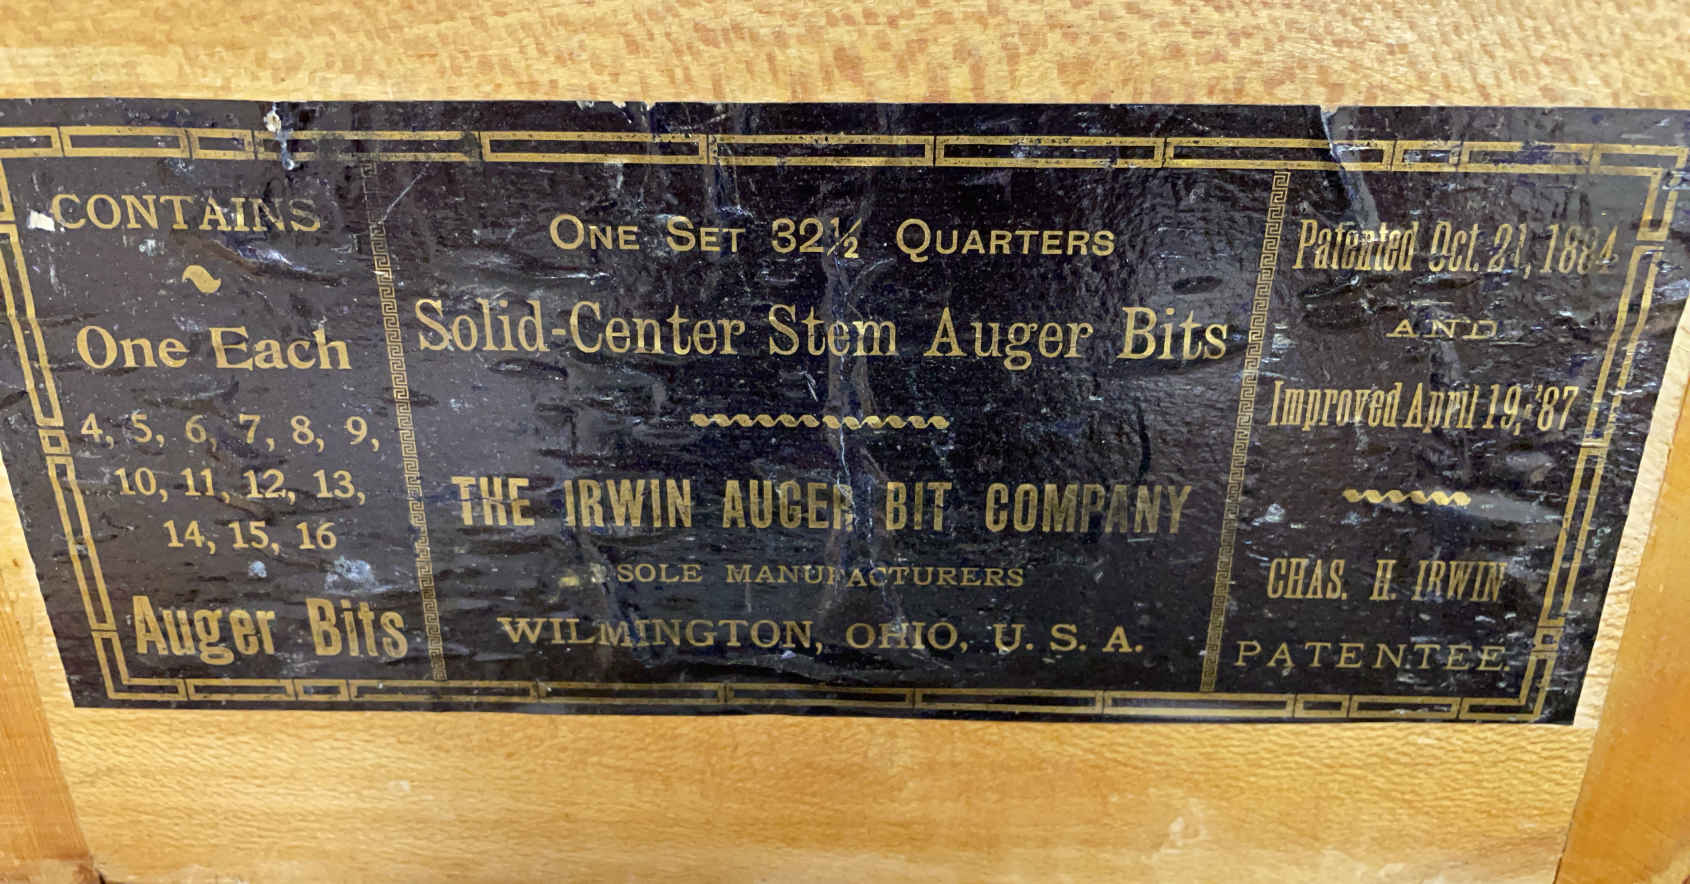 CONTAINS
One Each
4, 5, 6, 7, 8, 9,
10, 11, 12, 13,
14, 15, 16
Auger Bits
ONE SET 32½ QUARTERS
Solid-Center Stem Auger Bits
THE IRWIN AUGER BIT COMPANY
SOLE MANUFACTURERS
WILMINGTON, OHIO, U. S. A.
Patented Oct. 21, 1884
AND
Improved April 19, '87
CHAS. H. IRWIN
PATENTEE.